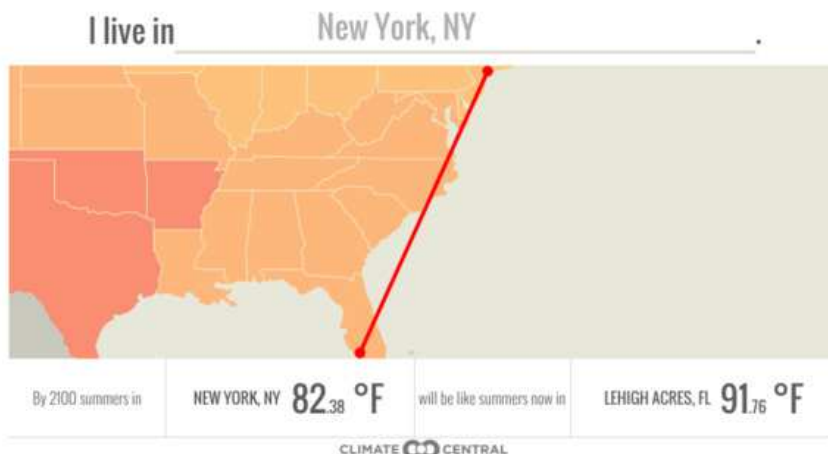 I live in New York, NY .
By 2100 summers in NEW YORK, NY 82.38 °F will be like summers now in LEHIGH ACRES, FL 91.76 °F
CLIMATE CENTRAL